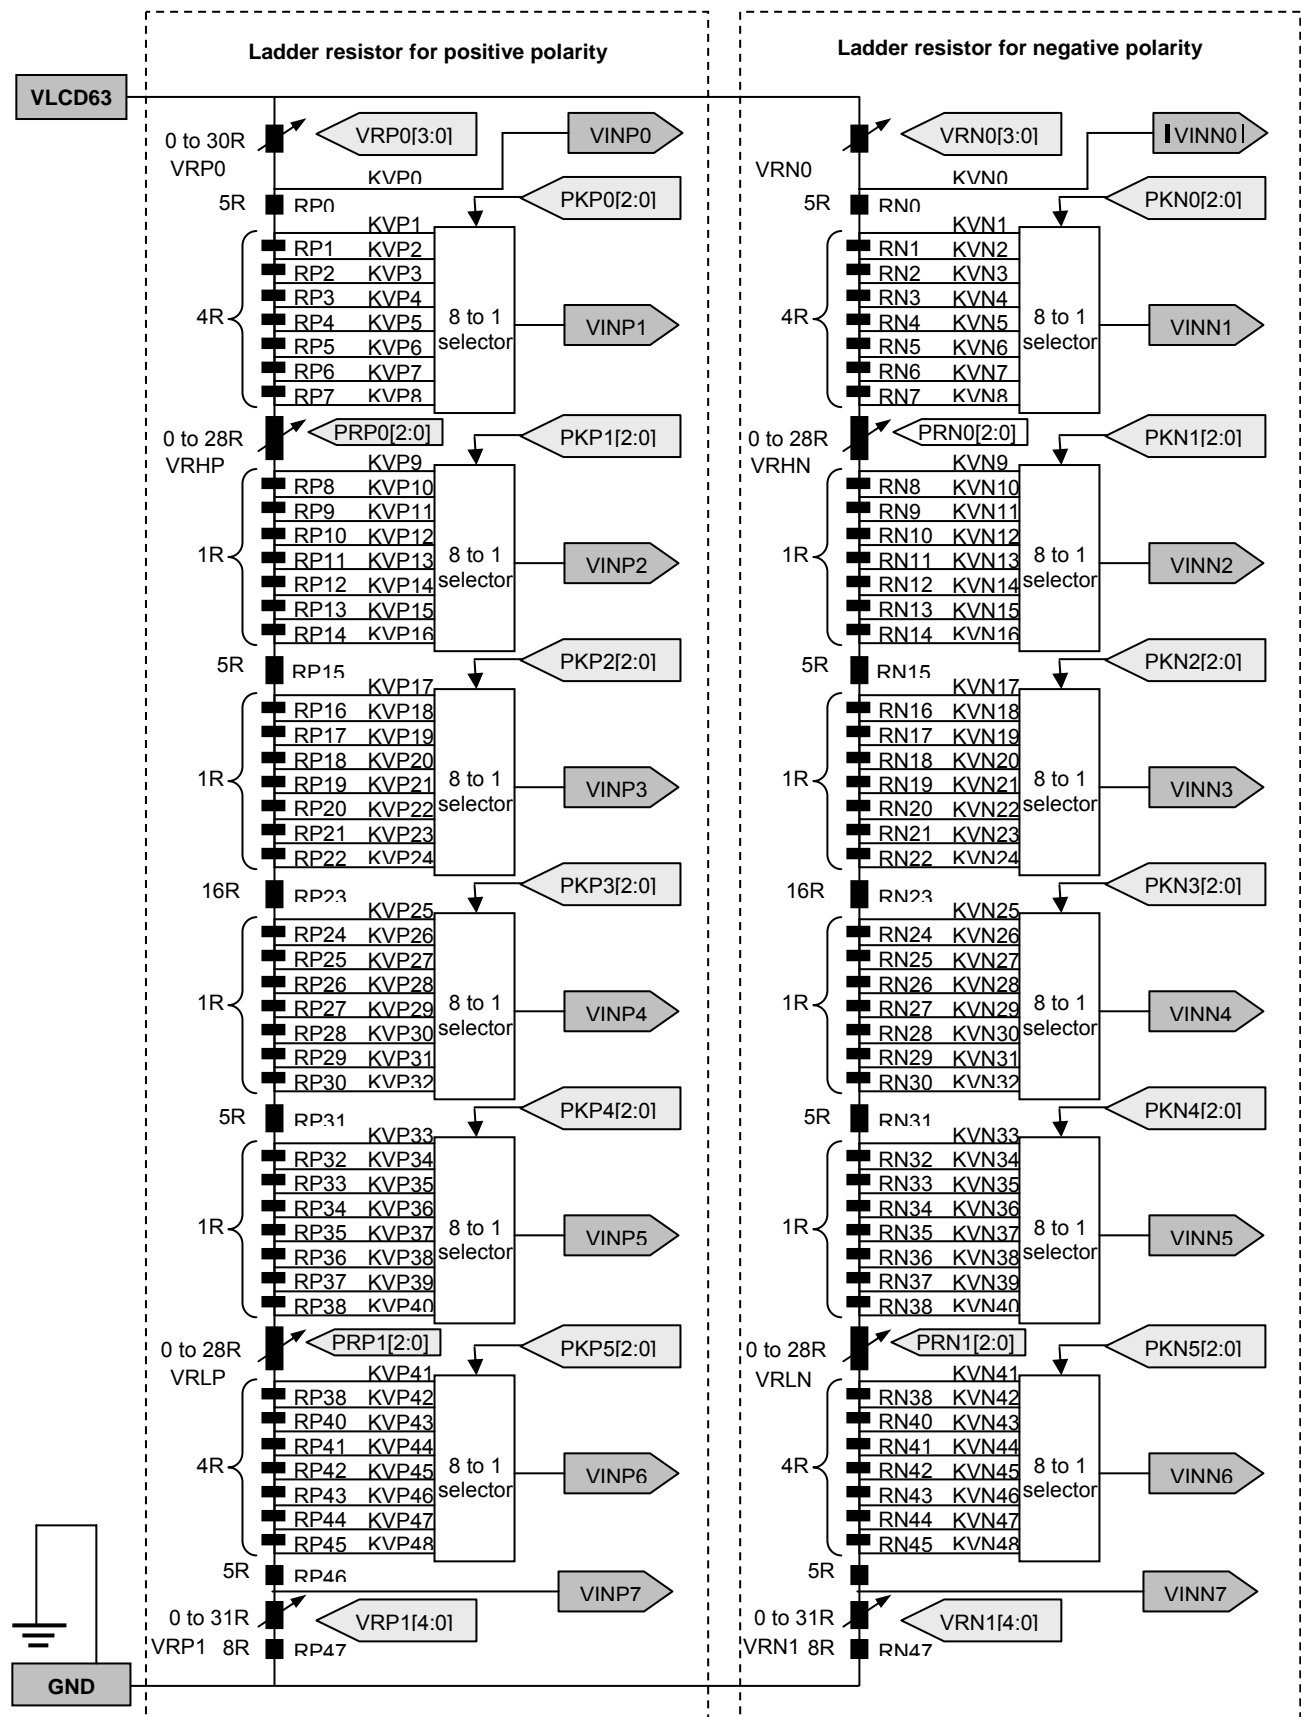 Ladder resistor for positive polarity
Ladder resistor for negative polarity
VLCD63
0 to 30R
VRP0
VRP0[3:0]
VINP0
KVP0
5R
RP0
PKP0[2:0]
KVP1
RP1 KVP2
RP2 KVP3
RP3 KVP4
RP4 KVP5
RP5 KVP6
RP6 KVP7
RP7 KVP8
4R
8 to 1
selector
VINP1
0 to 28R
VRHP
PRP0[2:0]
PKP1[2:0]
KVP9
RP8 KVP10
RP9 KVP11
RP10 KVP12
RP11 KVP13
RP12 KVP14
RP13 KVP15
RP14 KVP16
1R
8 to 1
selector
VINP2
5R
RP15
PKP2[2:0]
KVP17
RP16 KVP18
RP17 KVP19
RP18 KVP20
RP19 KVP21
RP20 KVP22
RP21 KVP23
RP22 KVP24
1R
8 to 1
selector
VINP3
16R
RP23
PKP3[2:0]
KVP25
RP24 KVP26
RP25 KVP27
RP26 KVP28
RP27 KVP29
RP28 KVP30
RP29 KVP31
RP30 KVP32
1R
8 to 1
selector
VINP4
5R
RP31
PKP4[2:0]
KVP33
RP32 KVP34
RP33 KVP35
RP34 KVP36
RP35 KVP37
RP36 KVP38
RP37 KVP39
RP38 KVP40
1R
8 to 1
selector
VINP5
0 to 28R
VRLP
PRP1[2:0]
PKP5[2:0]
KVP41
RP38 KVP42
RP40 KVP43
RP41 KVP44
RP42 KVP45
RP43 KVP46
RP44 KVP47
RP45 KVP48
4R
8 to 1
selector
VINP6
5R
RP46
VINP7
0 to 31R
VRP1
VRP1[4:0]
8R
RP47
GND
VRN0
VRN0[3:0]
VINN0
KVN0
5R
RN0
PKN0[2:0]
KVN1
RN1 KVN2
RN2 KVN3
RN3 KVN4
RN4 KVN5
RN5 KVN6
RN6 KVN7
RN7 KVN8
4R
8 to 1
selector
VINN1
0 to 28R
VRHN
PRN0[2:0]
PKN1[2:0]
KVN9
RN8 KVN10
RN9 KVN11
RN10 KVN12
RN11 KVN13
RN12 KVN14
RN13 KVN15
RN14 KVN16
1R
8 to 1
selector
VINN2
5R
RN15
PKN2[2:0]
KVN17
RN16 KVN18
RN17 KVN19
RN18 KVN20
RN19 KVN21
RN20 KVN22
RN21 KVN23
RN22 KVN24
1R
8 to 1
selector
VINN3
16R
RN23
PKN3[2:0]
KVN25
RN24 KVN26
RN25 KVN27
RN26 KVN28
RN27 KVN29
RN28 KVN30
RN29 KVN31
RN30 KVN32
1R
8 to 1
selector
VINN4
5R
RN31
PKN4[2:0]
KVN33
RN32 KVN34
RN33 KVN35
RN34 KVN36
RN35 KVN37
RN36 KVN38
RN37 KVN39
RN38 KVN40
1R
8 to 1
selector
VINN5
0 to 28R
VRLN
PRN1[2:0]
PKN5[2:0]
KVN41
RN38 KVN42
RN40 KVN43
RN41 KVN44
RN42 KVN45
RN43 KVN46
RN44 KVN47
RN45 KVN48
4R
8 to 1
selector
VINN6
5R
VINN7
0 to 31R
VRN1
VRN1[4:0]
8R
RN47